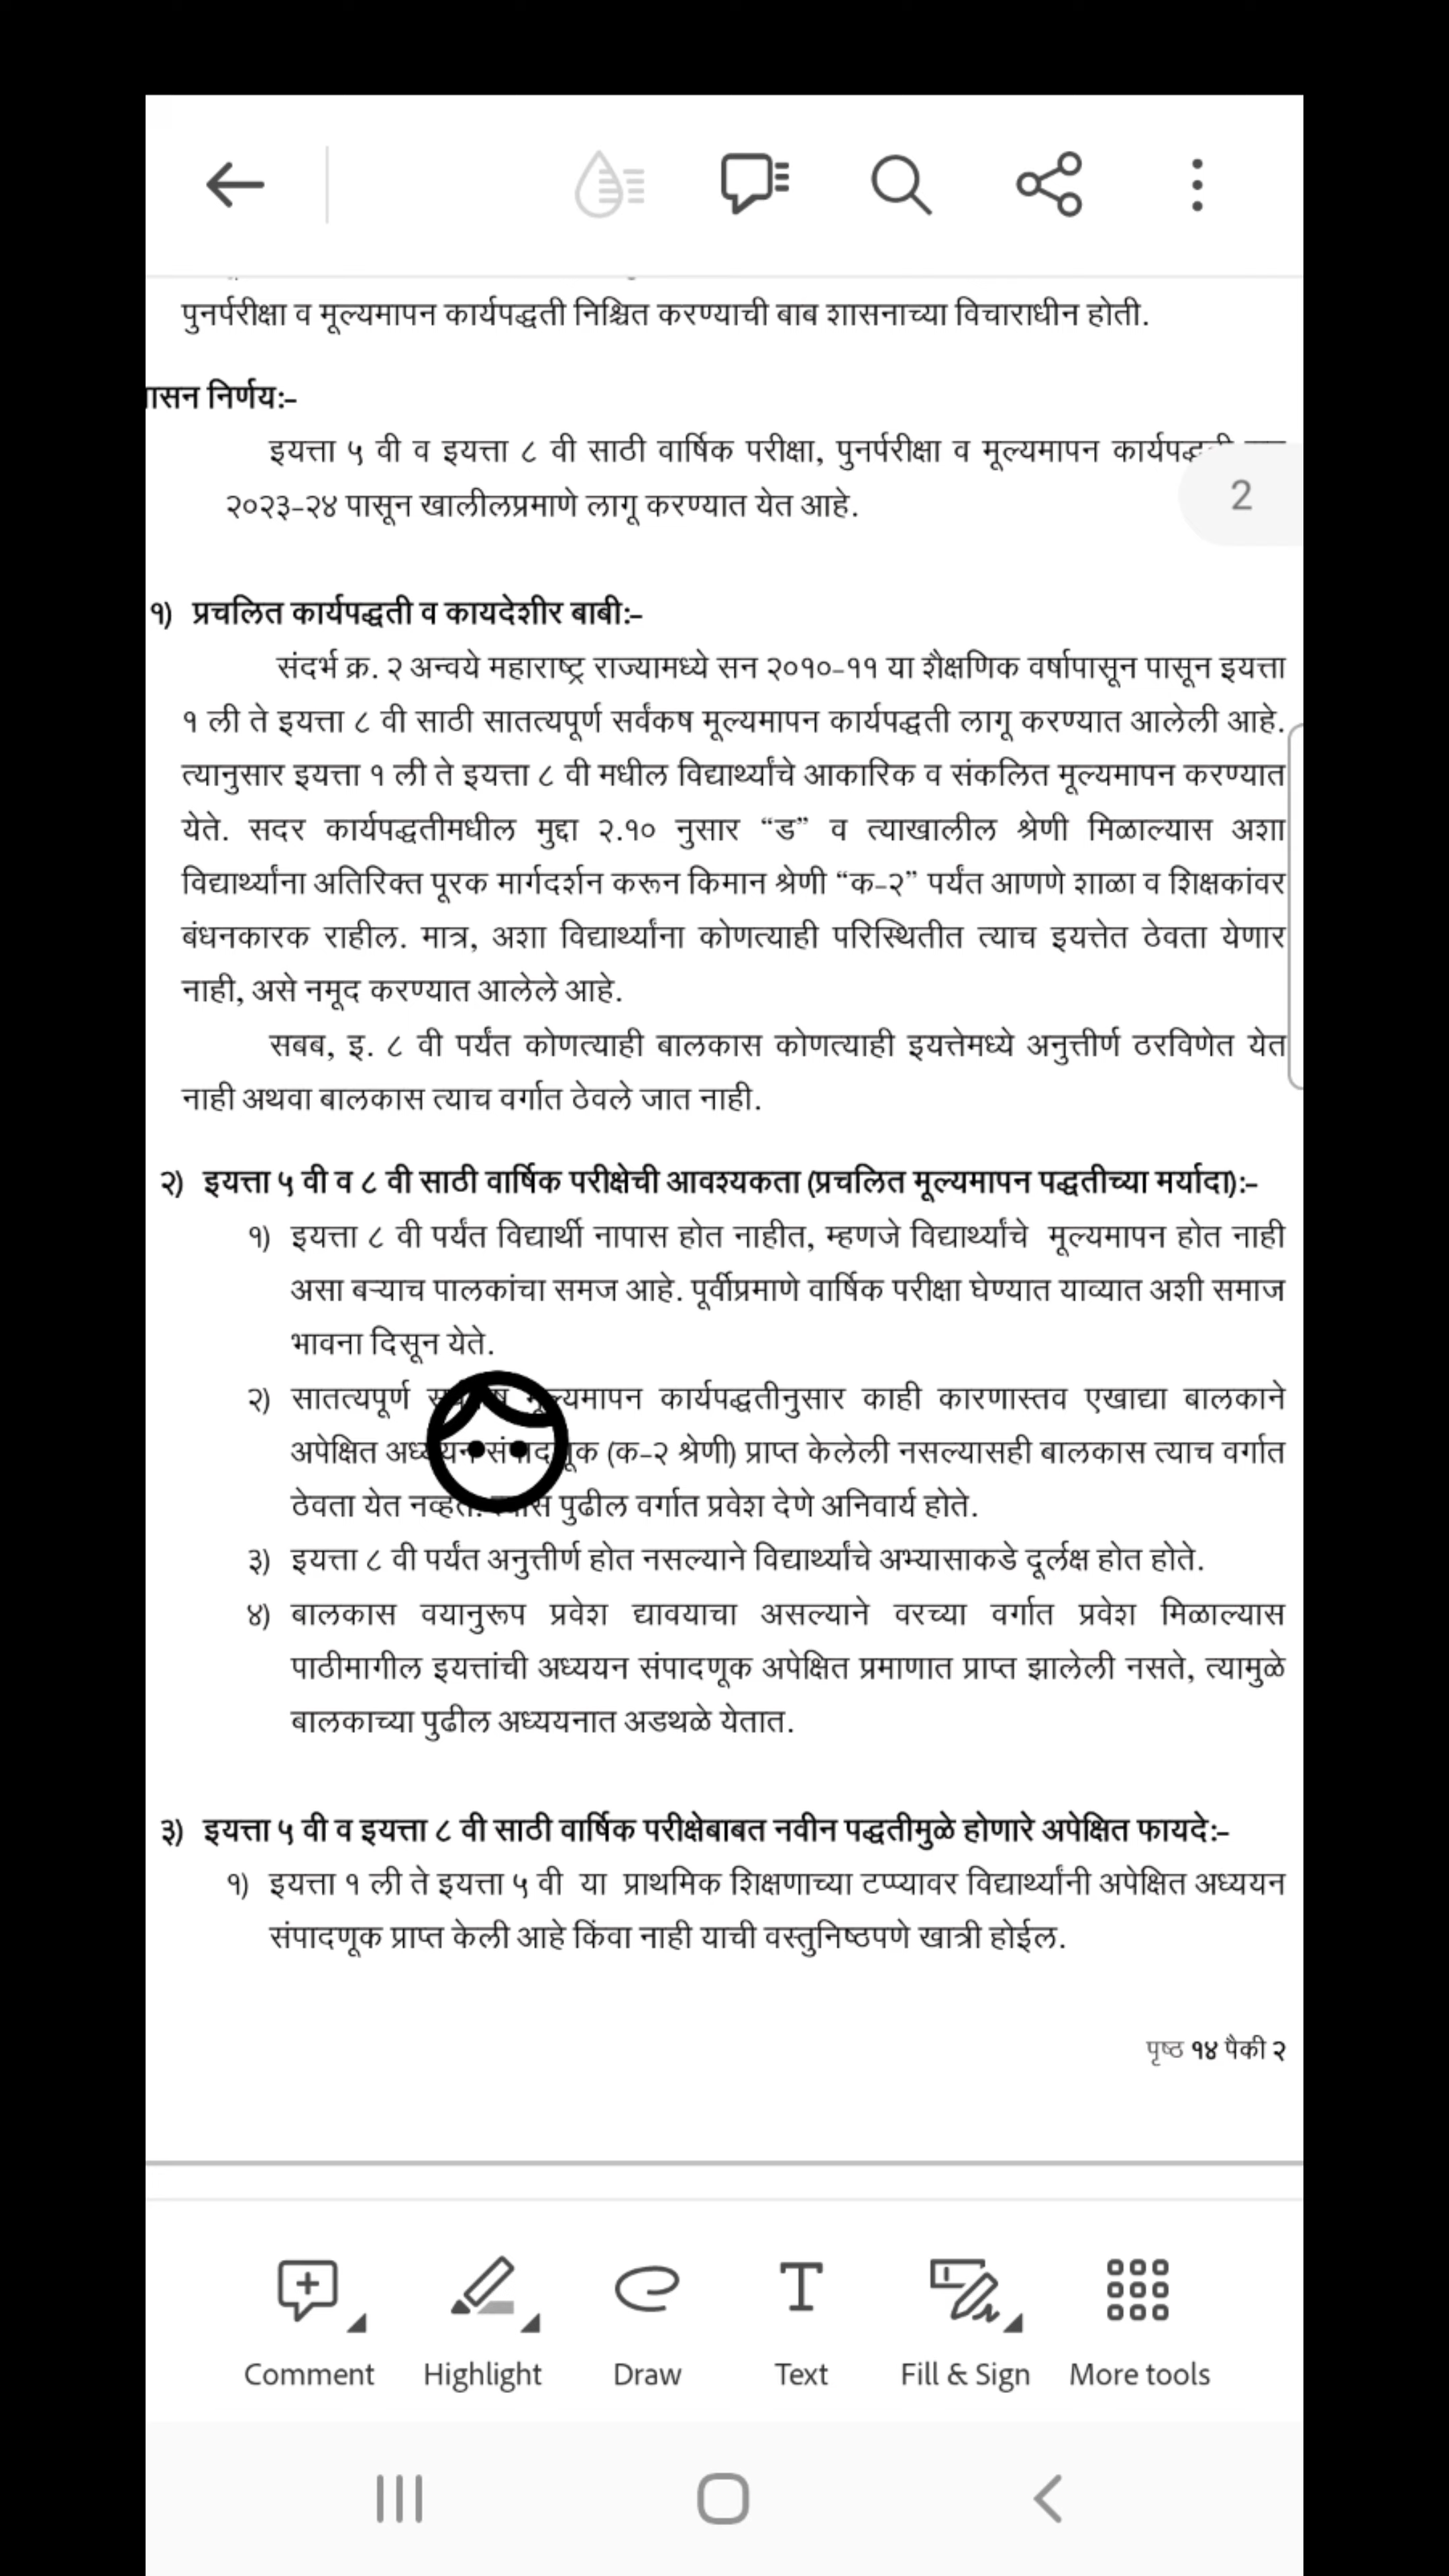 पुनर्परीक्षा व मूल्यमापन कार्यपद्धती निश्चित करण्याची बाब शासनाच्या विचाराधीन होती.
ासन निर्णय:-
इयत्ता ५ वी व इयत्ता ८ वी साठी वार्षिक परीक्षा, पुनर्परीक्षा व मूल्यमापन
2
२०२३-२४ पासून खालीलप्रमाणे लागू करण्यात येत आहे.
१) प्रचलित कार्यपद्धती व कायदेशीर बाबी:-
संदर्भ क्र. २ अन्वये महाराष्ट्र राज्यामध्ये सन २०१०-११ या शैक्षणिक वर्षापासून पासून इयत्ता
१ ली ते इयत्ता ८ वी साठी सातत्यपूर्ण सर्वंकष मूल्यमापन कार्यपद्धती लागू करण्यात आलेली आहे.
त्यानुसार इयत्ता १ ली ते इयत्ता ८ वी मधील विद्यार्थ्यांचे आकारिक व संकलित मूल्यमापन करण्यात
येते. सदर कार्यपद्धतीमधील मुद्दा २.१० नुसार “ड” व त्याखालील श्रेणी मिळाल्यास अशा
विद्यार्थ्यांना अतिरिक्त पूरक मार्गदर्शन करून किमान श्रेणी “क-२” पर्यंत आणणे शाळा व शिक्षकांवर
बंधनकारक राहील. मात्र, अशा विद्यार्थ्यांना कोणत्याही परिस्थितीत त्याच इयत्तेत ठेवता येणार
नाही, असे नमूद करण्यात आलेले आहे.
सबब, इ. ८ वी पर्यंत कोणत्याही बालकास कोणत्याही इयत्तेमध्ये अनुत्तीर्ण ठरविणेत येत
नाही अथवा बालकास त्याच वर्गात ठेवले जात नाही.
२) इयत्ता ५ वी व ८ वी साठी वार्षिक परीक्षेची आवश्यकता (प्रचलित मूल्यमापन पद्धतीच्या मर्यादा):-
१) इयत्ता ८ वी पर्यंत विद्यार्थी नापास होत नाहीत, म्हणजे विद्यार्थ्यांचे मूल्यमापन होत नाही
असा बऱ्याच पालकांचा समज आहे. पूर्वीप्रमाणे वार्षिक परीक्षा घेण्यात याव्यात अशी समाज
भावना दिसून येते.
२) सातत्यपूर्ण मूल्यमापन कार्यपद्धतीनुसार काही कारणास्तव एखाद्या बालकाने
अपेक्षित अध्ययन संपादणूक (क-२ श्रेणी) प्राप्त केलेली नसल्यासही बालकास त्याच वर्गात
ठेवता येत पुढील वर्गात प्रवेश देणे अनिवार्य होते.
३) इयत्ता ८ वी पर्यंत अनुत्तीर्ण होत नसल्याने विद्यार्थ्यांचे अभ्यासाकडे दूर्लक्ष होत होते.
४) बालकास वयानुरूप प्रवेश द्यावयाचा असल्याने वरच्या वर्गात प्रवेश मिळाल्यास
पाठीमागील इयत्तांची अध्ययन संपादणूक अपेक्षित प्रमाणात प्राप्त झालेली नसते, त्यामुळे
बालकाच्या पुढील अध्ययनात अडथळे येतात.
३) इयत्ता ५ वी व इयत्ता ८ वी साठी वार्षिक परीक्षेबाबत नवीन पद्धतीमुळे होणारे अपेक्षित फायदे:-
१) इयत्ता १ ली ते इयत्ता ५ वी या प्राथमिक शिक्षणाच्या टप्प्यावर विद्यार्थ्यांनी अपेक्षित अध्ययन
संपादणूक प्राप्त केली आहे किंवा नाही याची वस्तुनिष्ठपणे खात्री होईल.
पृष्ठ १४ पैकी २
Comment Highlight Draw Text Fill & Sign More tools